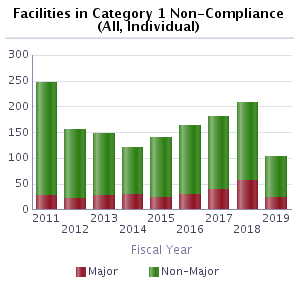 Facilities in Category 1 Non-Compliance
(All, Individual)
300
250
200
150
100
50
0
2011 2013 2015 2017 2019
2012 2014 2016 2018
Fiscal Year
Major Non-Major